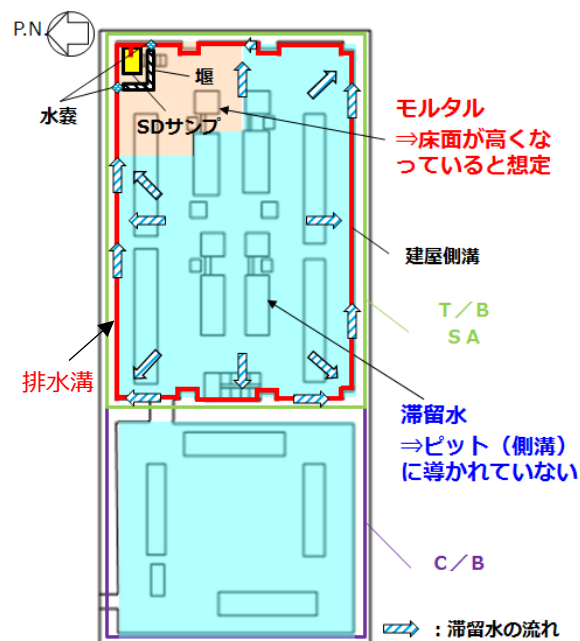 P.N.
水嚢
堰
SDサンプ
モルタル
⇒床面が高くな
っていると想定
建屋側溝
T/B
SA
排水溝
滞留水
⇒ピット（側溝）
に導かれていない
C/B
：滞留水の流れ